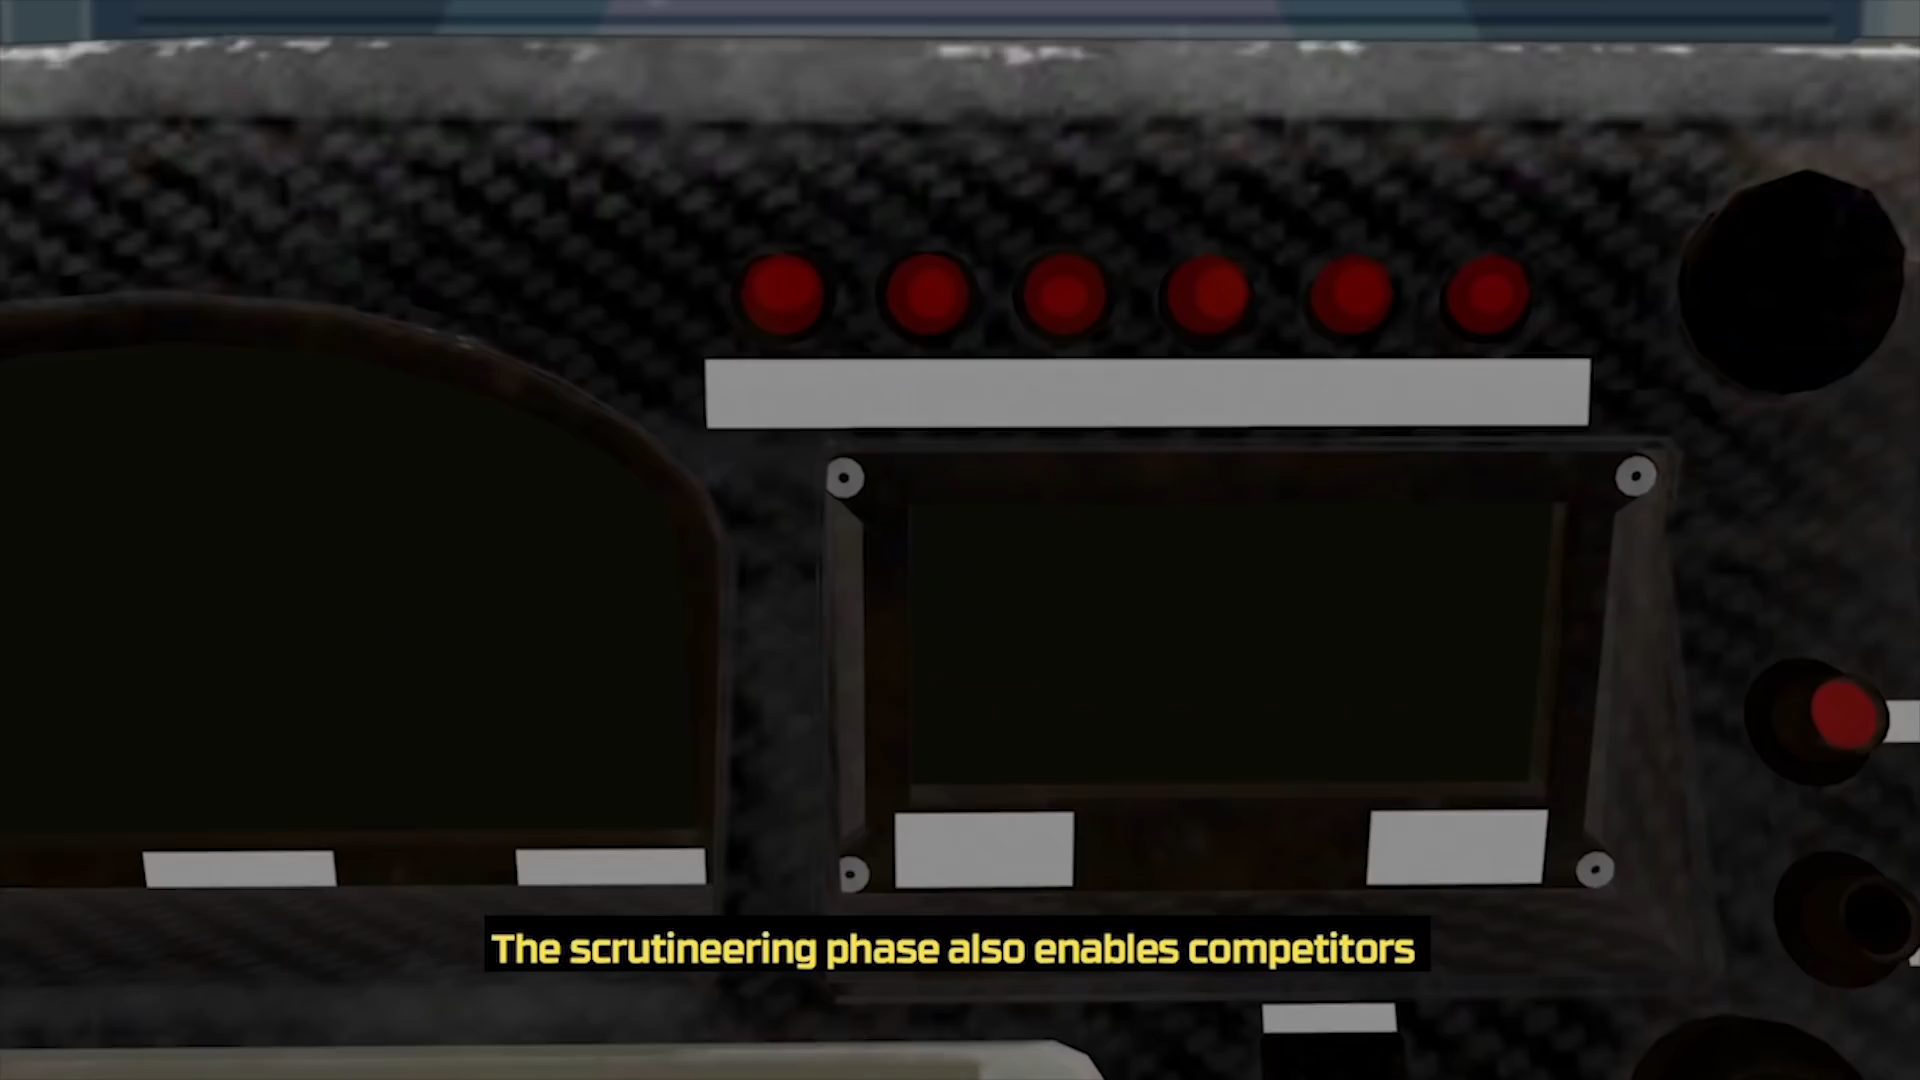 The scrutineering phase also enables competitors